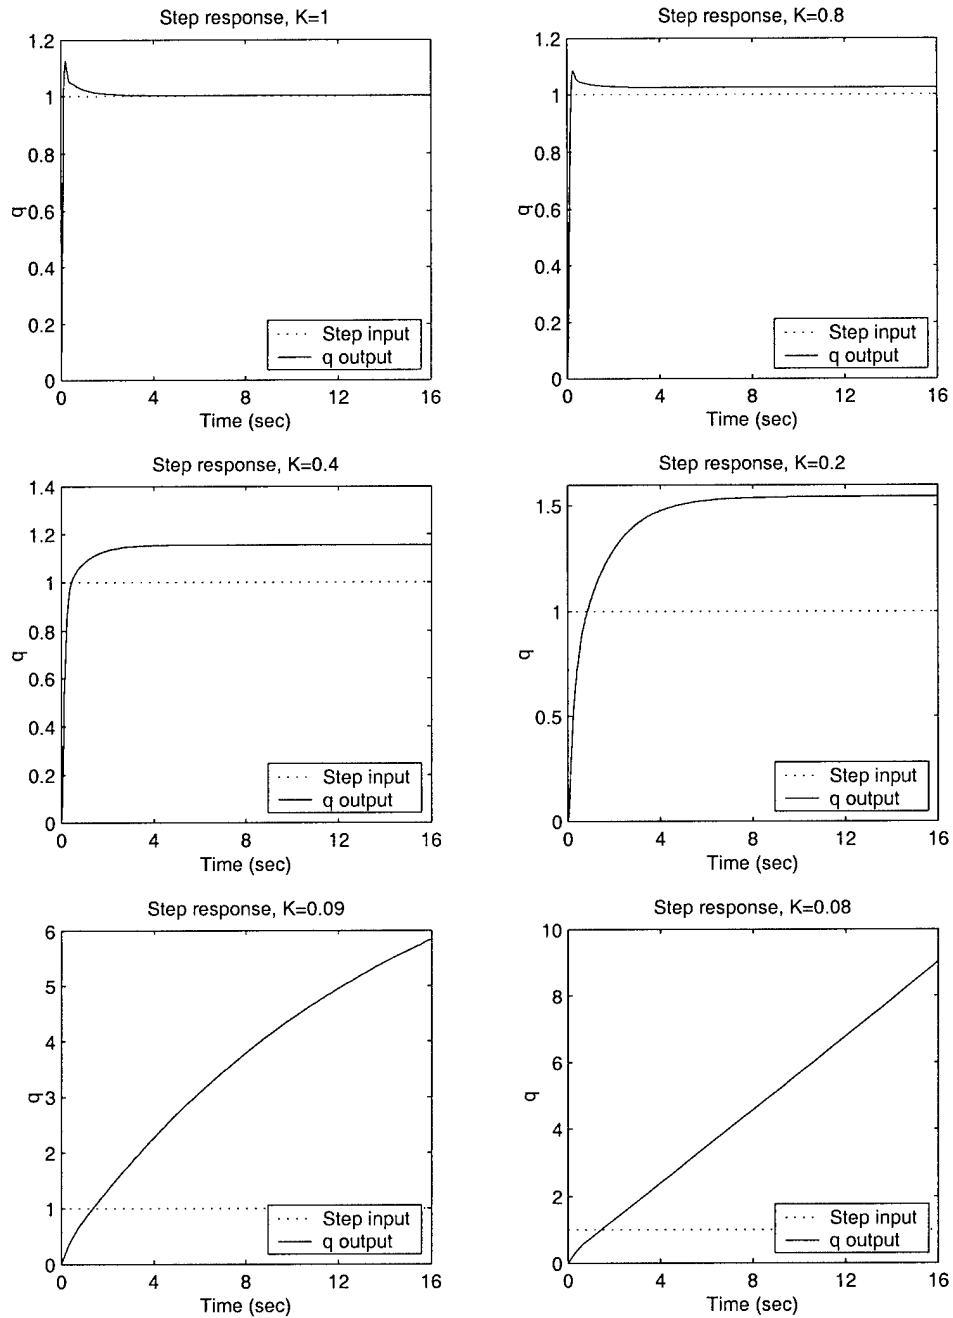 Step response, K=1
1.2
1
0.8
q
0.6
0.4
0.2
0
Step input
q output
0 4 8 12 16
Time (sec)
Step response, K=0.8
1.2
1
0.8
q
0.6
0.4
0.2
0
Step input
q output
0 4 8 12 16
Time (sec)
Step response, K=0.4
1.4
1.2
1
0.8
q
0.6
0.4
0.2
0
Step input
q output
0 4 8 12 16
Time (sec)
Step response, K=0.2
1.5
1
q
0.5
0
Step input
q output
0 4 8 12 16
Time (sec)
Step response, K=0.09
6
5
4
3
q
2
1
0
Step input
q output
0 4 8 12 16
Time (sec)
Step response, K=0.08
10
8
6
q
4
2
0
Step input
q output
0 4 8 12 16
Time (sec)